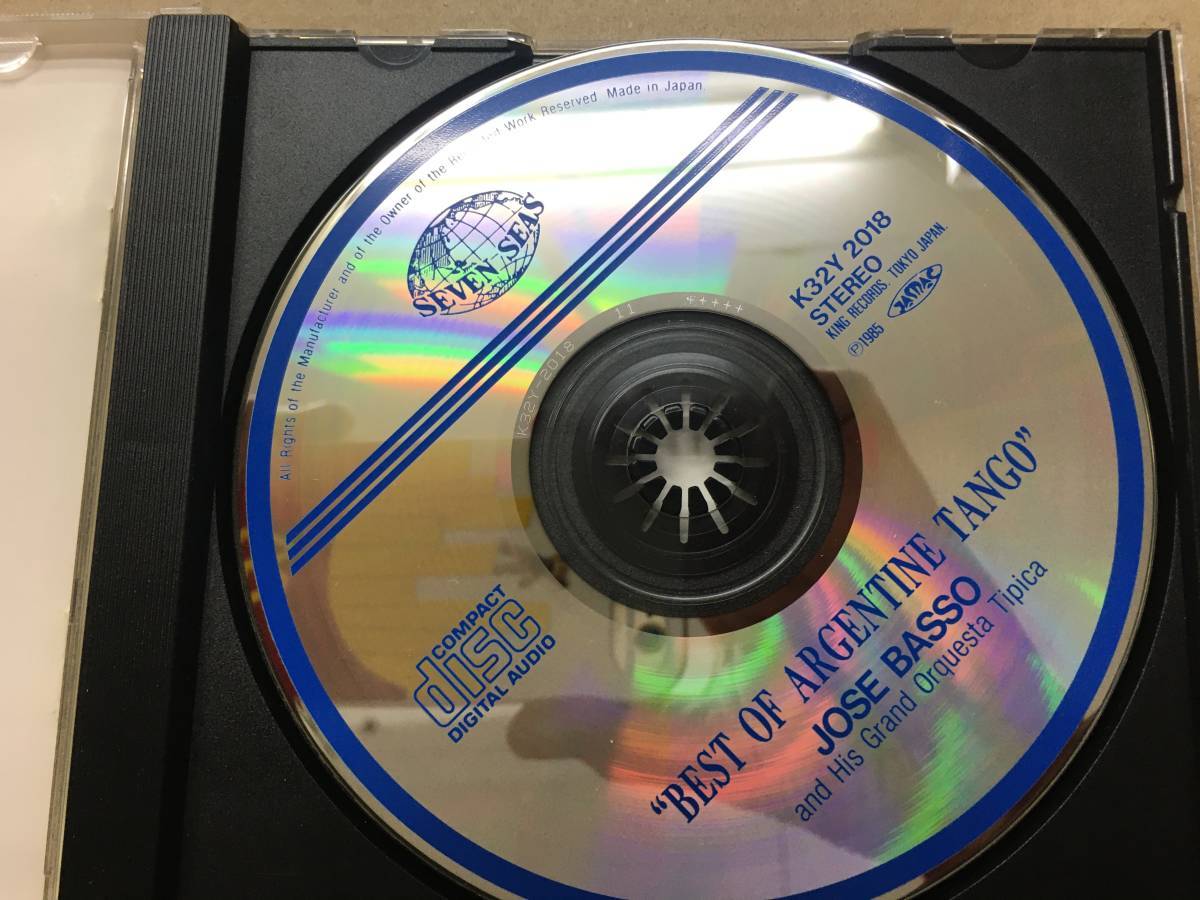 All Rights of the Manufacturer and of the Owner of the Work Reserved. Made in Japan.
SEVEN SEAS
K32Y 2018
STEREO
KING RECORDS. TOKYO JAPAN.
Ⓟ1985
JASRAC
K32Y-2018 11 +++++
COMPACT
disc
DIGITAL AUDIO
"BEST OF ARGENTINE TANGO"
JOSE BASSO
and His Grand Orquesta Tipica